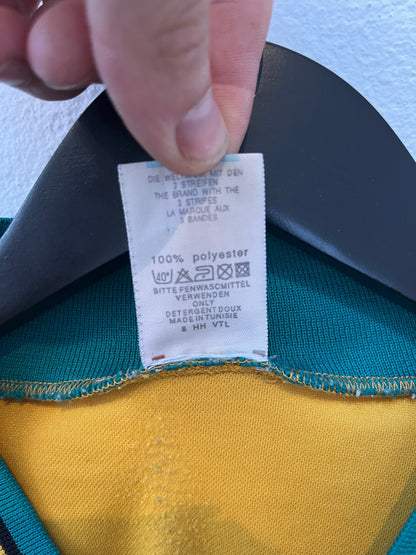 DIE WELTMARKE MIT DEN
3 STREIFEN
THE BRAND WITH THE
3 STRIPES
LA MARQUE AUX
3 BANDES
100% polyester
40°
BITTE FENWASCMITTEL
VERWENDEN
ONLY
DETERGENT DOUX
MADE IN TUNISIE
8 HH VTL